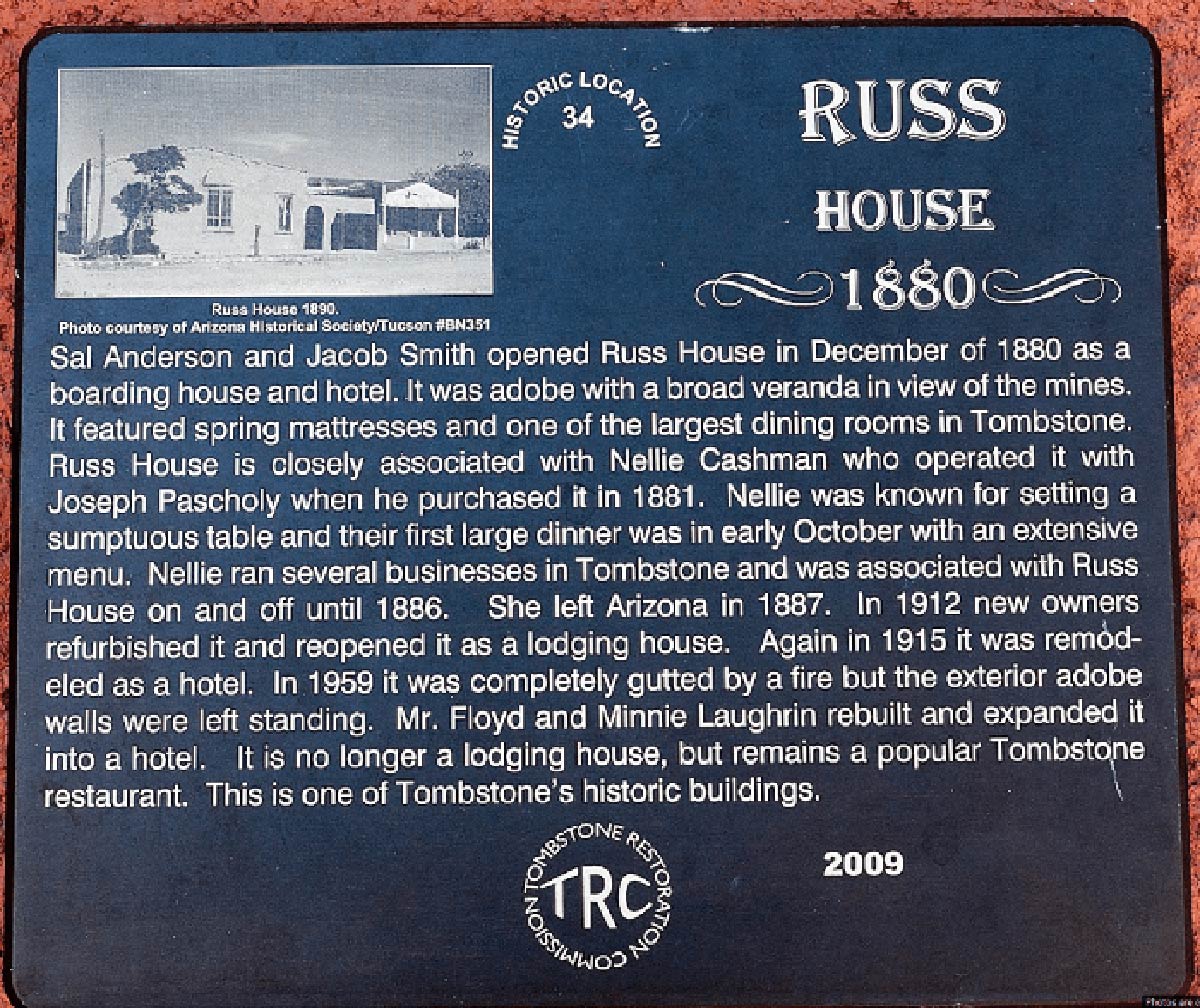 HISTORIC LOCATION
34
RUSS
HOUSE
1880
Russ House 1890.
Photo courtesy of Arizona Historical Society/Tucson #BN351
Sal Anderson and Jacob Smith opened Russ House in December of 1880 as a
boarding house and hotel. It was adobe with a broad veranda in view of the mines.
It featured spring mattresses and one of the largest dining rooms in Tombstone.
Russ House is closely associated with Nellie Cashman who operated it with
Joseph Pascholy when he purchased it in 1881. Nellie was known for setting a
sumptuous table and their first large dinner was in early October with an extensive
menu. Nellie ran several businesses in Tombstone and was associated with Russ
House on and off until 1886. She left Arizona in 1887. In 1912 new owners
refurbished it and reopened it as a lodging house. Again in 1915 it was remod-
eled as a hotel. In 1959 it was completely gutted by a fire but the exterior adobe
walls were left standing. Mr. Floyd and Minnie Laughrin rebuilt and expanded it
into a hotel. It is no longer a lodging house, but remains a popular Tombstone
restaurant. This is one of Tombstone's historic buildings.
TOMBSTONE RESTORATION COMMISSION
TRC
2009
Photos are